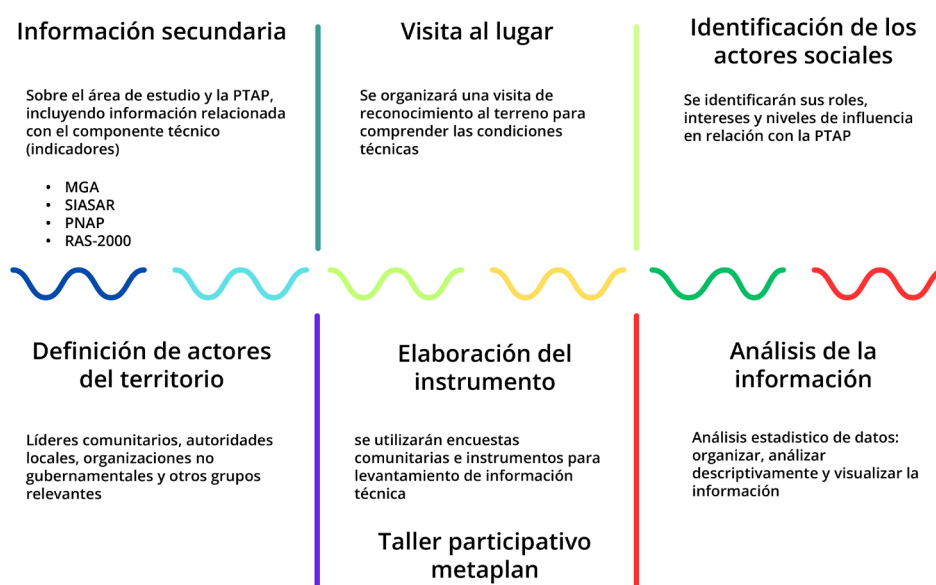 Información secundaria
Sobre el área de estudio y la PTAP,
incluyendo información relacionada
con el componente técnico
(indicadores)
• MGA
• SIASAR
• PNAP
• RAS-2000
Visita al lugar
Se organizará una visita de
reconocimiento al terreno para
comprender las condiciones
técnicas
Identificación de los
actores sociales
Se identificarán sus roles,
intereses y niveles de influencia
en relación con la PTAP
Definición de actores
del territorio
Líderes comunitarios, autoridades
locales, organizaciones no
gubernamentales y otros grupos
relevantes
Elaboración del
instrumento
se utilizarán encuestas
comunitarias e instrumentos para
levantamiento de información
técnica
Taller participativo
metaplan
Análisis de la
información
Análisis estadistico de datos:
organizar, análizar
descriptivamente y visualizar la
información